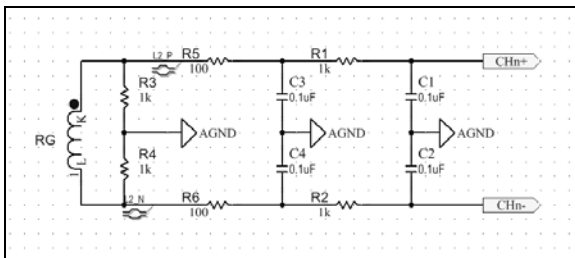 L2_P
R5
100
R1
1k
CHn+
R3
1k
C3
0.1uF
C1
0.1uF
RG
K
L
AGND
AGND
AGND
R4
1k
C4
0.1uF
C2
0.1uF
L2_N
R6
100
R2
1k
CHn-